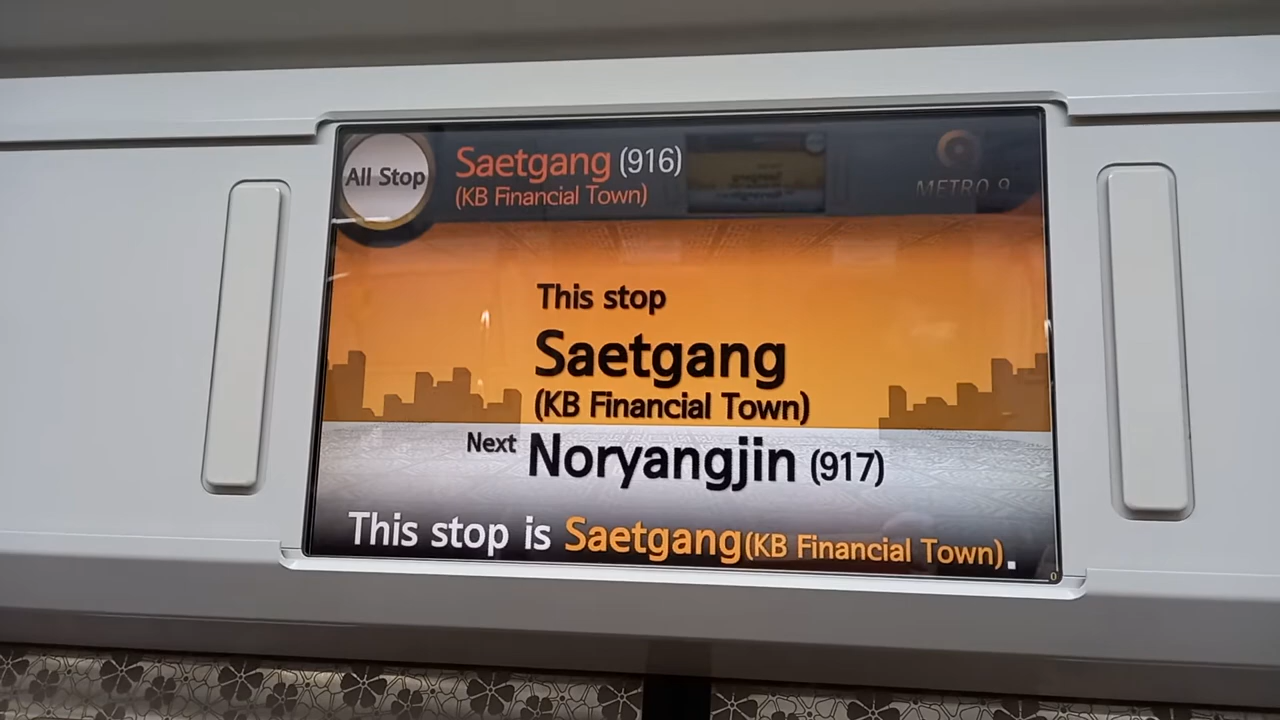 All Stop
Saetgang (916)
(KB Financial Town)
METRO 9
This stop
Saetgang
(KB Financial Town)
Next Noryangjin (917)
This stop is Saetgang(KB Financial Town).